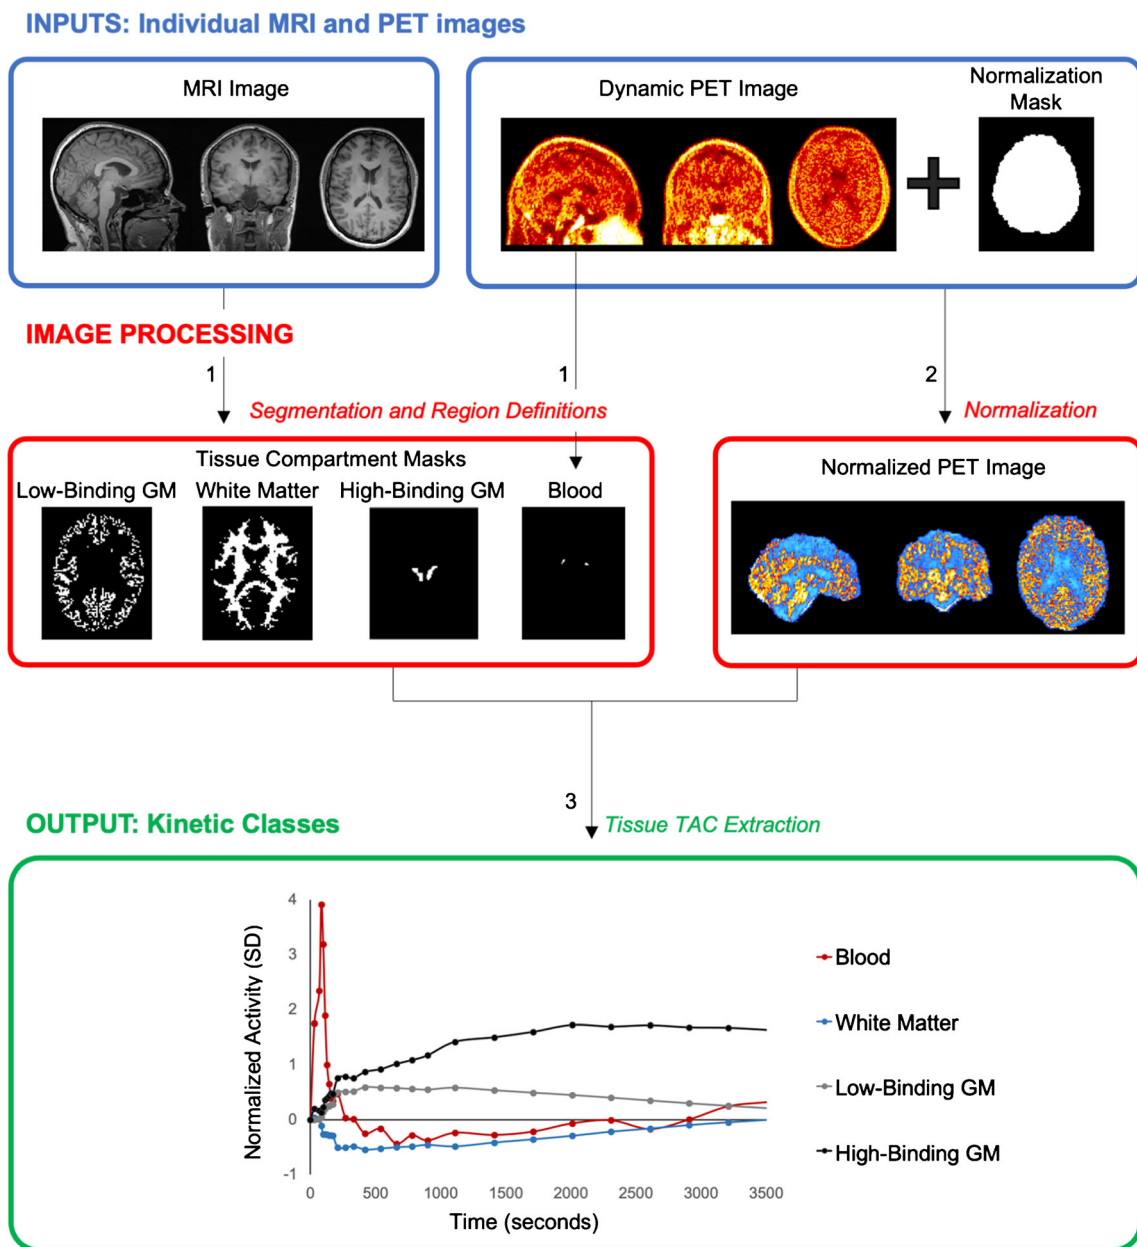 INPUTS: Individual MRI and PET images
MRI Image
Dynamic PET Image
Normalization
Mask
IMAGE PROCESSING
1
1
2
Segmentation and Region Definitions
Normalization
Tissue Compartment Masks
Low-Binding GM
White Matter
High-Binding GM
Blood
Normalized PET Image
3
OUTPUT: Kinetic Classes
Tissue TAC Extraction
Normalized Activity (SD)
4
3
2
1
0
-1
0
500
1000
1500
2000
2500
3000
3500
Time (seconds)
Blood
White Matter
Low-Binding GM
High-Binding GM